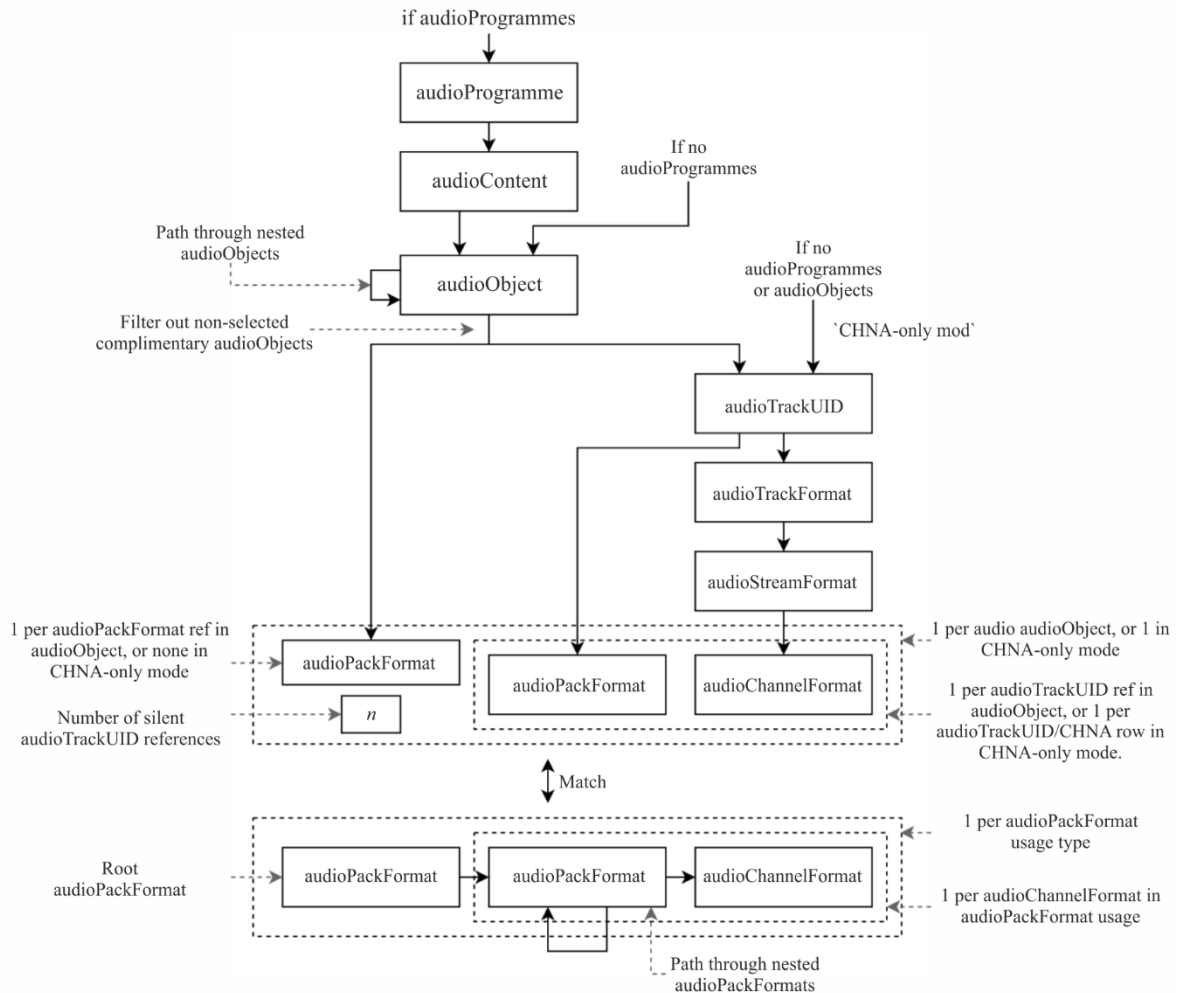 if audioProgrammes
audioProgramme
If no
audioProgrammes
audioContent
Path through nested
audioObjects
If no
audioProgrammes
or audioObjects
audioObject
Filter out non-selected
complimentary audioObjects
`CHNA-only mod`
audioTrackUID
audioTrackFormat
audioStreamFormat
1 per audioPackFormat ref in
audioObject, or none in
CHNA-only mode
audioPackFormat
audioPackFormat
audioChannelFormat
1 per audio audioObject, or 1 in
CHNA-only mode
Number of silent
audioTrackUID references
n
1 per audioTrackUID ref in
audioObject, or 1 per
audioTrackUID/CHNA row in
CHNA-only mode.
Match
1 per audioPackFormat
usage type
Root
audioPackFormat
audioPackFormat
audioPackFormat
audioChannelFormat
1 per audioChannelFormat in
audioPackFormat usage
Path through nested
audioPackFormats